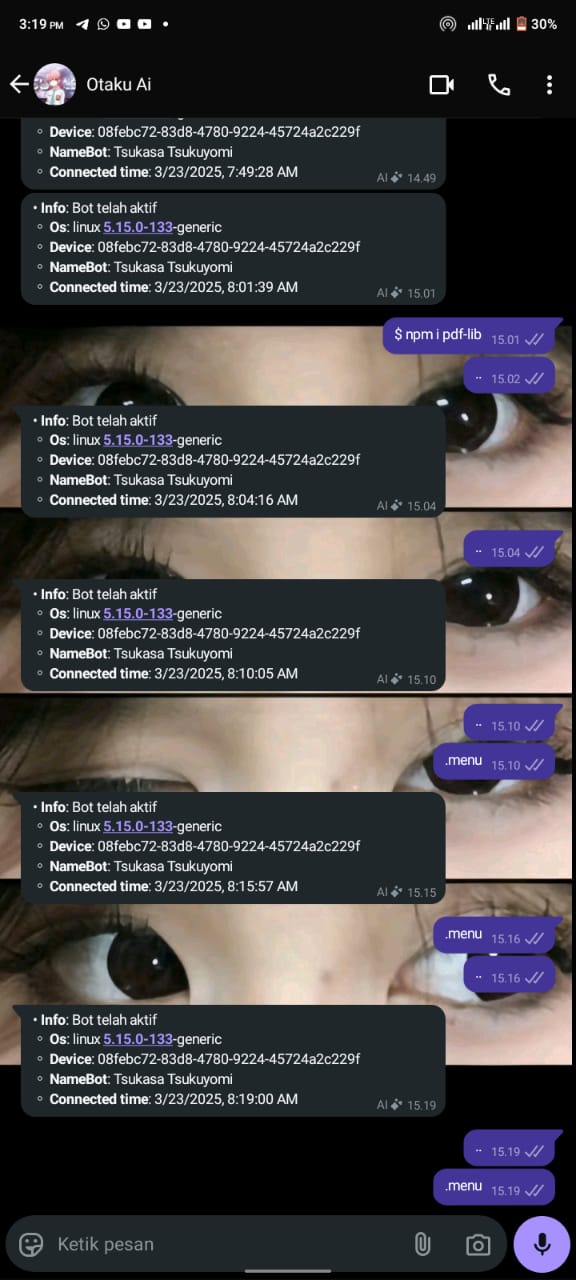 3:19 PM
LTE
30%
Otaku Ai
Device: 08febc72-83d8-4780-9224-45724a2c229f
NameBot: Tsukasa Tsukuyomi
Connected time: 3/23/2025, 7:49:28 AM
AI 14.49
• Info: Bot telah aktif
Os: linux 5.15.0-133-generic
Device: 08febc72-83d8-4780-9224-45724a2c229f
NameBot: Tsukasa Tsukuyomi
Connected time: 3/23/2025, 8:01:39 AM
AI 15.01
$ npm i pdf-lib 15.01
.. 15.02
• Info: Bot telah aktif
Os: linux 5.15.0-133-generic
Device: 08febc72-83d8-4780-9224-45724a2c229f
NameBot: Tsukasa Tsukuyomi
Connected time: 3/23/2025, 8:04:16 AM
AI 15.04
.. 15.04
• Info: Bot telah aktif
Os: linux 5.15.0-133-generic
Device: 08febc72-83d8-4780-9224-45724a2c229f
NameBot: Tsukasa Tsukuyomi
Connected time: 3/23/2025, 8:10:05 AM
AI 15.10
.. 15.10
.menu 15.10
• Info: Bot telah aktif
Os: linux 5.15.0-133-generic
Device: 08febc72-83d8-4780-9224-45724a2c229f
NameBot: Tsukasa Tsukuyomi
Connected time: 3/23/2025, 8:15:57 AM
AI 15.15
.menu 15.16
.. 15.16
• Info: Bot telah aktif
Os: linux 5.15.0-133-generic
Device: 08febc72-83d8-4780-9224-45724a2c229f
NameBot: Tsukasa Tsukuyomi
Connected time: 3/23/2025, 8:19:00 AM
AI 15.19
.. 15.19
.menu 15.19
Ketik pesan